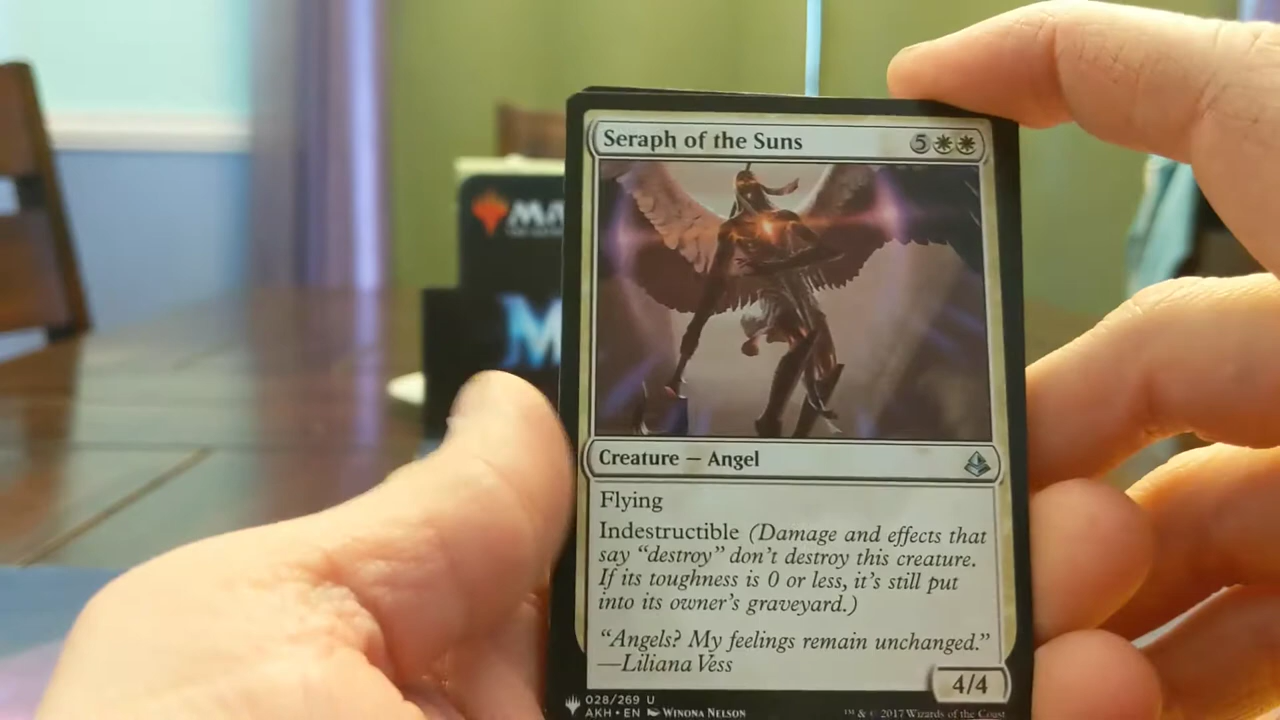 Seraph of the Suns 5
MA
M
Creature — Angel
Flying
Indestructible (Damage and effects that
say “destroy” don’t destroy this creature.
If its toughness is 0 or less, it’s still put
into its owner’s graveyard.)
“Angels? My feelings remain unchanged.”
—Liliana Vess
4/4
028/269 U
AKH • EN Winona Nelson
™ & © 2017 Wizards of the Coast